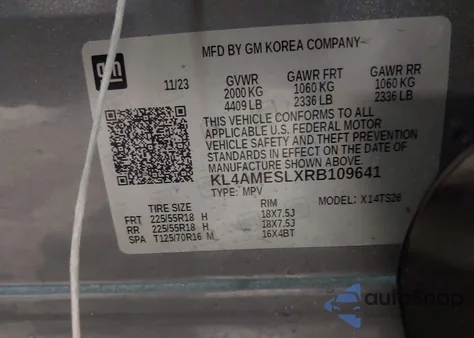 gm
MFD BY GM KOREA COMPANY
11/23 GVWR GAWR FRT GAWR RR
2000 KG 1060 KG 1060 KG
4409 LB 2336 LB 2336 LB
THIS VEHICLE CONFORMS TO ALL
APPLICABLE U.S. FEDERAL MOTOR
VEHICLE SAFETY AND THEFT PREVENTION
STANDARDS IN EFFECT ON THE DATE OF
MANUFACTURE SHOWN ABOVE.
KL4AMESLXRB109641
TYPE: MPV MODEL: X14TS26
TIRE SIZE RIM
FRT 225/55R18 H 18X7.5J
RR 225/55R18 H 18X7.5J
SPA T125/70R16 M 16X4BT
autoSnap